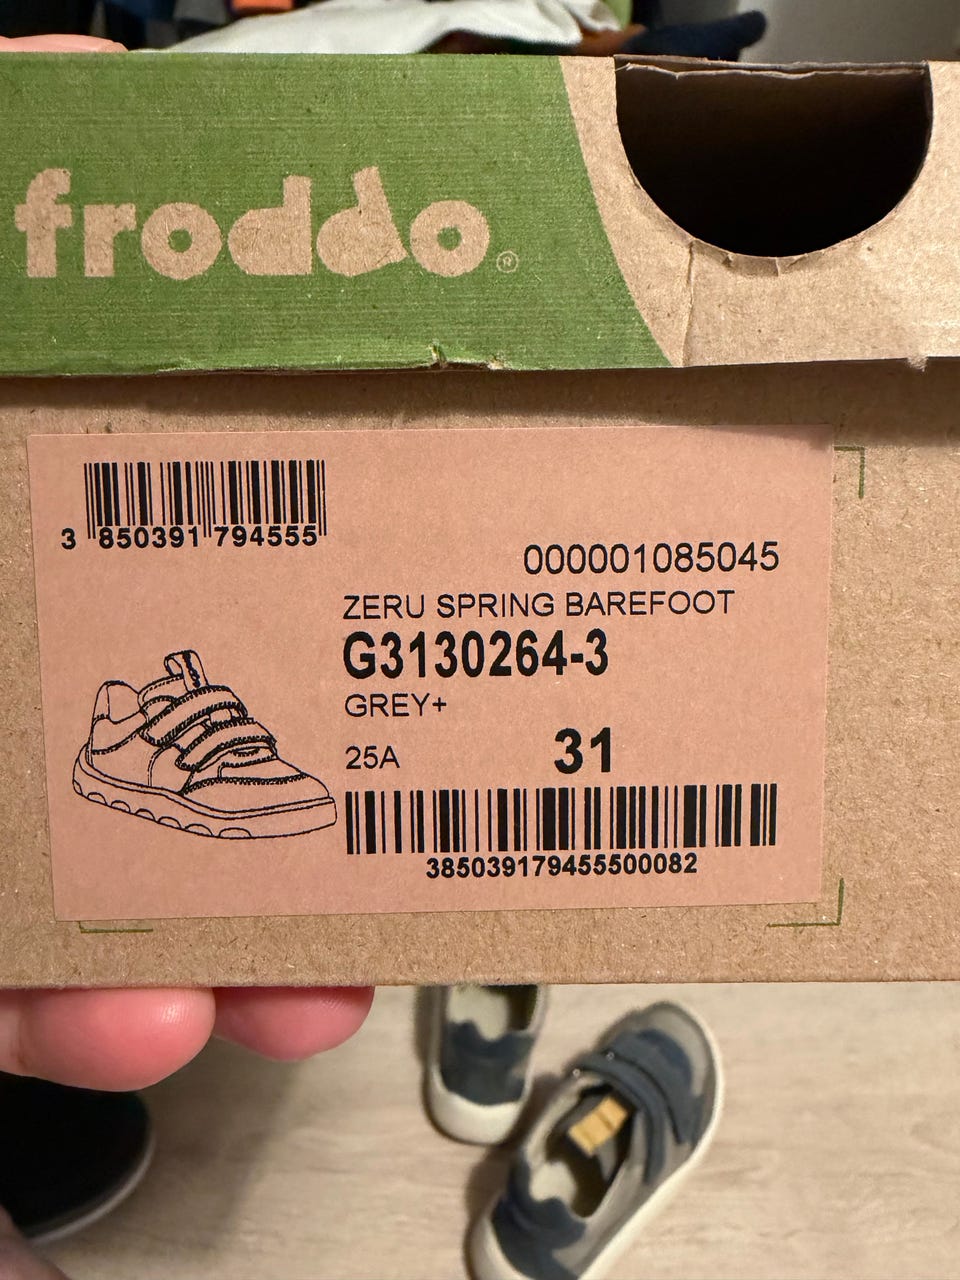 froddo®
3 850391 794555
000001085045
ZERU SPRING BAREFOOT
G3130264-3
GREY+
25A 31
385039179455500082